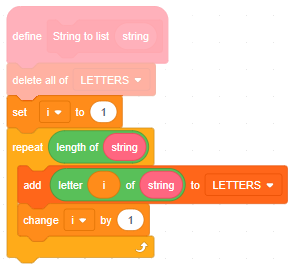 define String to list string
delete all of LETTERS
set i to 1
repeat length of string
add letter i of string to LETTERS
change i by 1